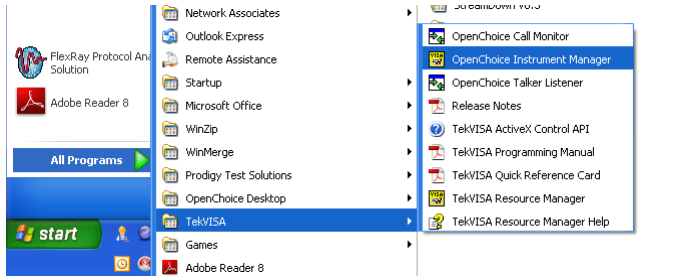 FlexRay Protocol Ana
Solution
Adobe Reader 8
All Programs
start
Network Associates
Outlook Express
Remote Assistance
Startup
Microsoft Office
WinZip
WinMerge
Prodigy Test Solutions
OpenChoice Desktop
TekVISA
Games
Adobe Reader 8
StreamDown v6.3
OpenChoice Call Monitor
OpenChoice Instrument Manager
OpenChoice Talker Listener
Release Notes
TekVISA ActiveX Control API
TekVISA Programming Manual
TekVISA Quick Reference Card
TekVISA Resource Manager
TekVISA Resource Manager Help